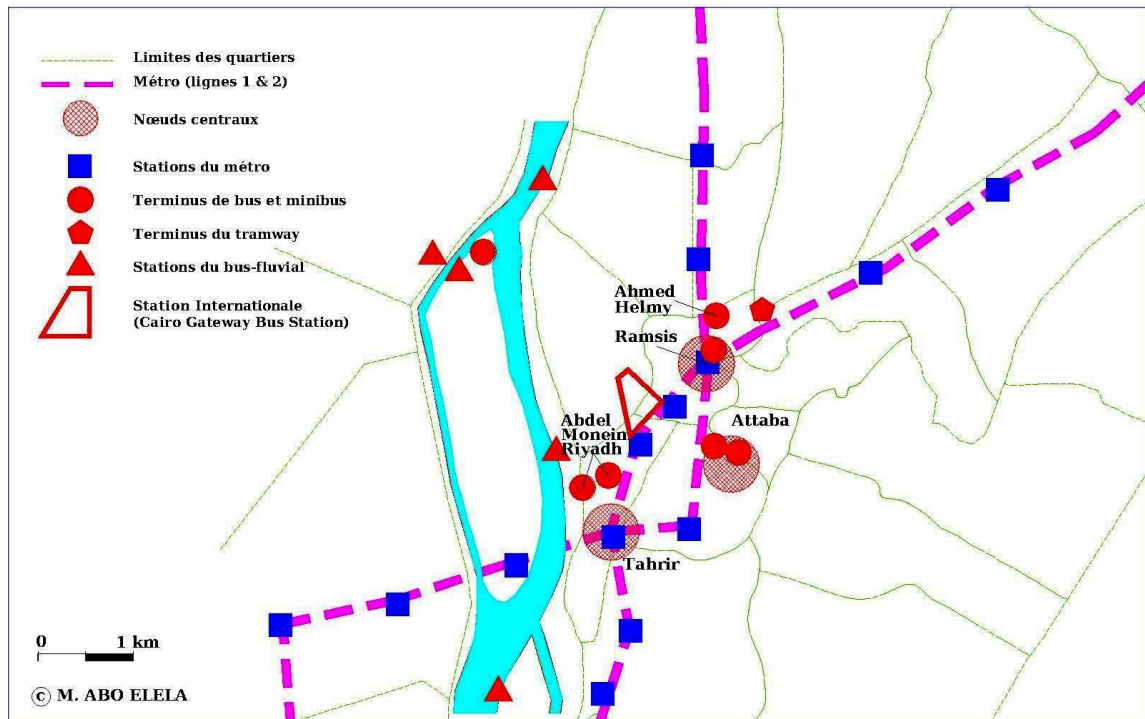 Limites des quartiers
Métro (lignes 1 & 2)
Nœuds centraux
Stations du métro
Terminus de bus et minibus
Terminus du tramway
Stations du bus-fluvial
Station Internationale
(Cairo Gateway Bus Station)
Ahmed
Helmy
Ramsis
Attaba
Abdel
Monein
Riyadh
Tahrir
0 1 km
© M. ABO ELELA